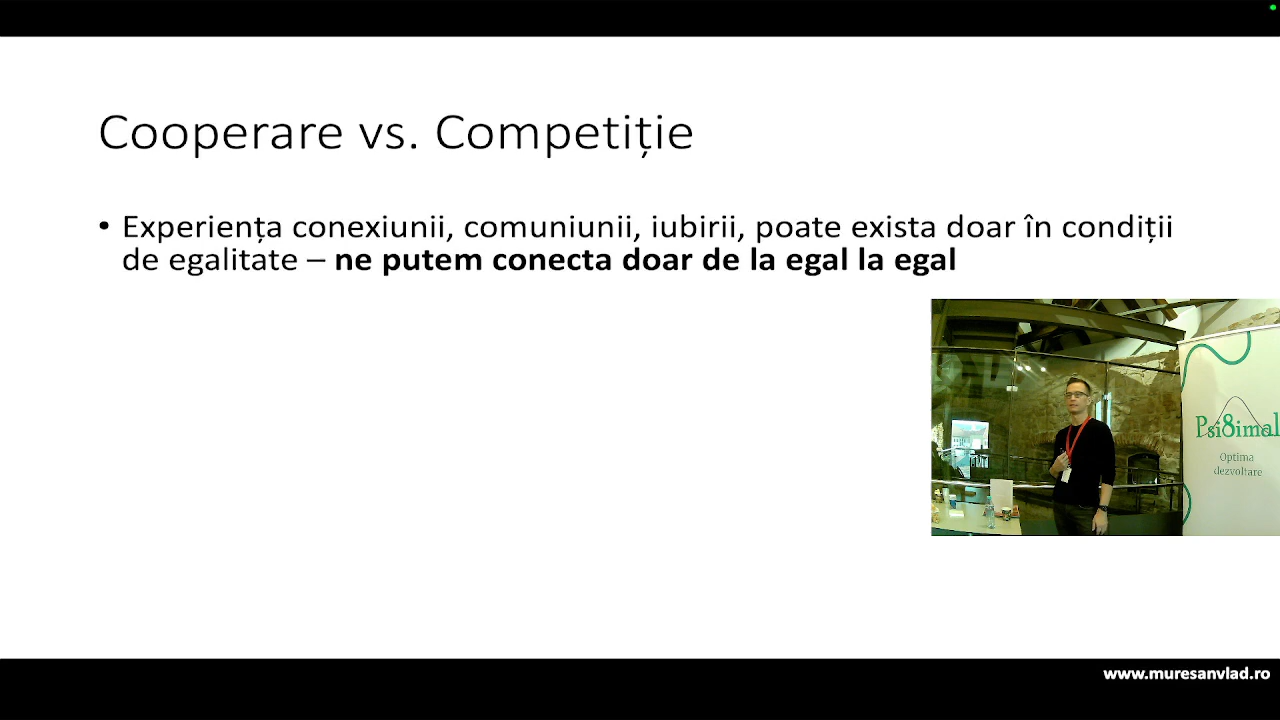 Cooperare vs. Competiție
• Experiența conexiunii, comuniunii, iubirii, poate exista doar în condiții
de egalitate – ne putem conecta doar de la egal la egal
Psi8imal
Optima
dezvoltare
www.muresanvlad.ro